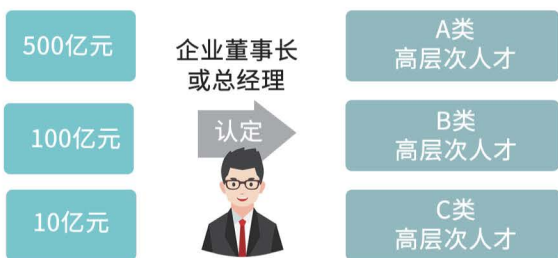 500亿元
企业董事长
或总经理
A类
高层次人才
100亿元
认定
B类
高层次人才
10亿元
C类
高层次人才